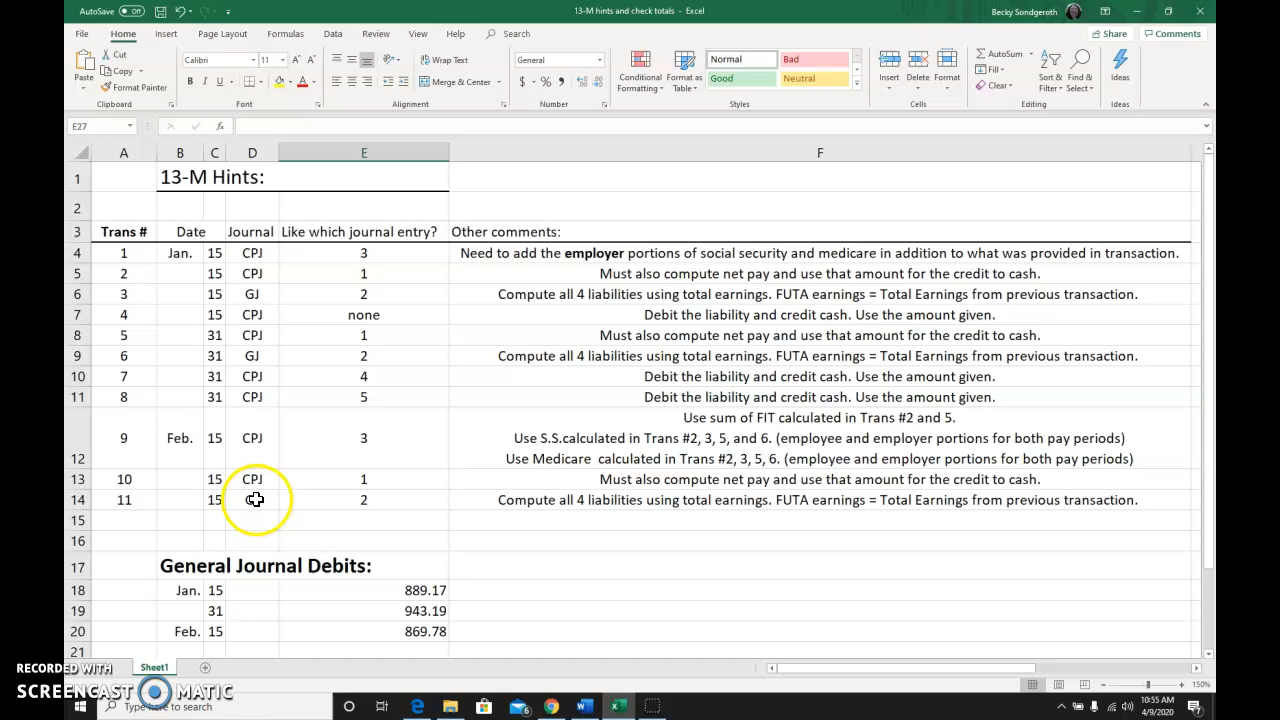 AutoSave Off
13-M hints and check totals - Excel
Becky Sondgeroth
File Home Insert Page Layout Formulas Data Review View Help Search Share Comments
Paste Cut Copy Format Painter Clipboard
Calibri 11 B I U Font
Wrap Text Merge & Center Alignment
General $ % , Number
Conditional Formatting Format as Table Normal Bad Good Neutral Styles
Insert Delete Format Cells
AutoSum Fill Clear Sort & Filter Find & Select Editing
Ideas Ideas
E27 fx
A B C D E F
1 13-M Hints:
2
3 Trans # Date Journal Like which journal entry? Other comments:
4 1 Jan. 15 CPJ 3 Need to add the employer portions of social security and medicare in addition to what was provided in transaction.
5 2 15 CPJ 1 Must also compute net pay and use that amount for the credit to cash.
6 3 15 GJ 2 Compute all 4 liabilities using total earnings. FUTA earnings = Total Earnings from previous transaction.
7 4 15 CPJ none Debit the liability and credit cash. Use the amount given.
8 5 31 CPJ 1 Must also compute net pay and use that amount for the credit to cash.
9 6 31 GJ 2 Compute all 4 liabilities using total earnings. FUTA earnings = Total Earnings from previous transaction.
10 7 31 CPJ 4 Debit the liability and credit cash. Use the amount given.
11 8 31 CPJ 5 Debit the liability and credit cash. Use the amount given.
Use sum of FIT calculated in Trans #2 and 5.
9 Feb. 15 CPJ 3 Use S.S.calculated in Trans #2, 3, 5, and 6. (employee and employer portions for both pay periods)
12 Use Medicare calculated in Trans #2, 3, 5, 6. (employee and employer portions for both pay periods)
13 10 15 CPJ 1 Must also compute net pay and use that amount for the credit to cash.
14 11 15 2 Compute all 4 liabilities using total earnings. FUTA earnings = Total Earnings from previous transaction.
15
16
17 General Journal Debits:
18 Jan. 15 889.17
19 31 943.19
20 Feb. 15 869.78
21
Sheet1
150%
RECORDED WITH
SCREENCAST MATIC
Type here to search
10:55 AM
4/9/2020